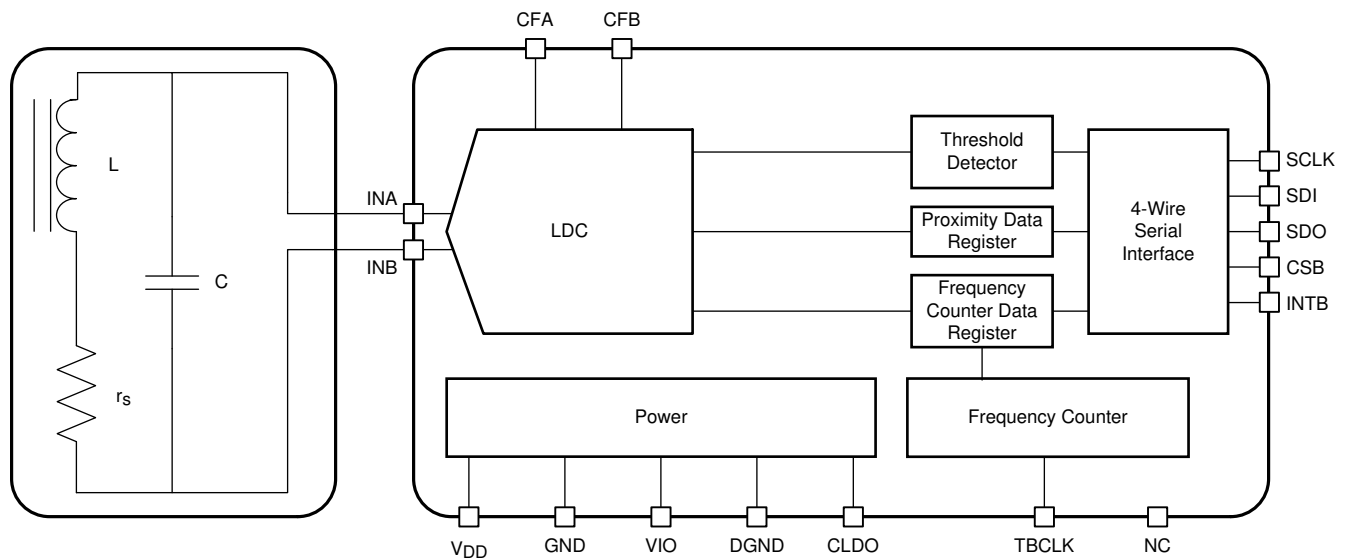 CFA
CFB
L
C
rS
INA
INB
LDC
Threshold
Detector
Proximity Data
Register
Frequency
Counter Data
Register
4-Wire
Serial
Interface
SCLK
SDI
SDO
CSB
INTB
Power
Frequency Counter
VDD
GND
VIO
DGND
CLDO
TBCLK
NC